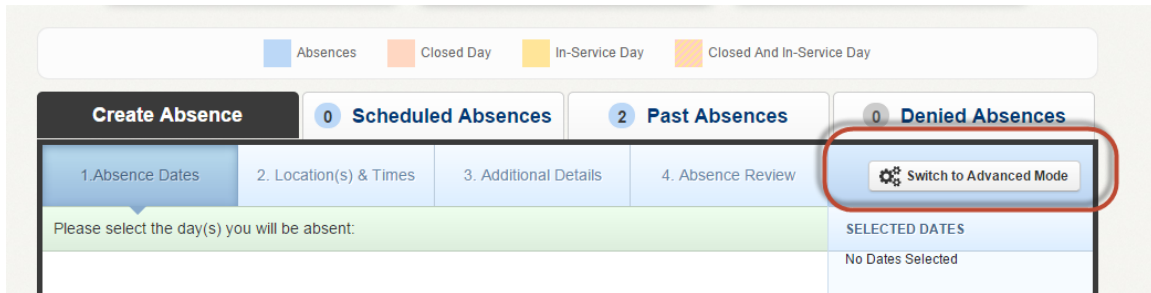 Absences Closed Day In-Service Day Closed And In-Service Day
Create Absence 0 Scheduled Absences 2 Past Absences 0 Denied Absences
1.Absence Dates 2. Location(s) & Times 3. Additional Details 4. Absence Review Switch to Advanced Mode
Please select the day(s) you will be absent: SELECTED DATES
No Dates Selected